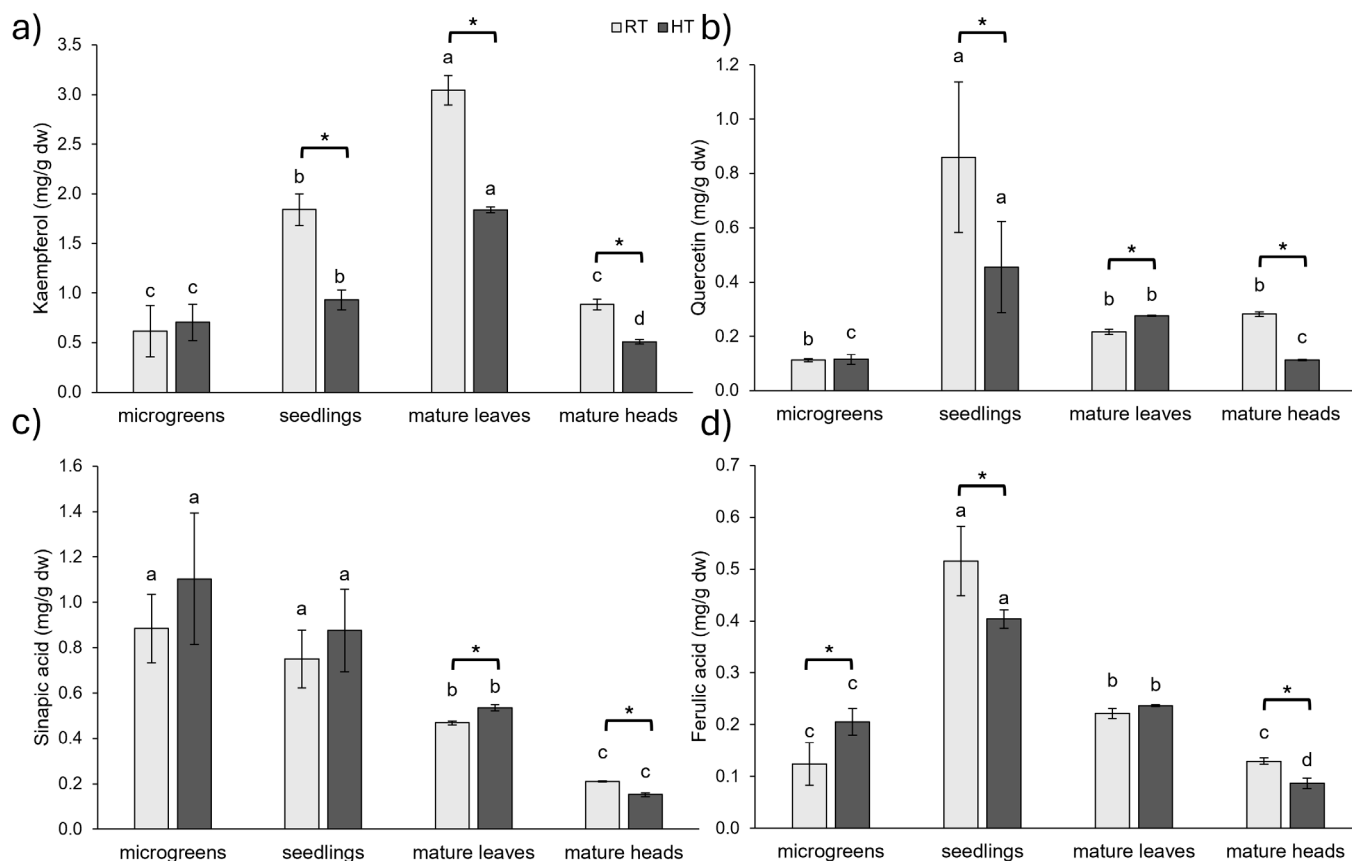 a)
RT HT
Kaempferol (mg/g dw)
3.5
3.0
2.5
2.0
1.5
1.0
0.5
0.0
c c
b * b
a * a
c * d
microgreens seedlings mature leaves mature heads
b)
Quercetin (mg/g dw)
1.2
1.0
0.8
0.6
0.4
0.2
0.0
b c
a * a
b * b
b * c
microgreens seedlings mature leaves mature heads
c)
Sinapic acid (mg/g dw)
1.6
1.4
1.2
1.0
0.8
0.6
0.4
0.2
0.0
a a
a a
b * b
c * c
microgreens seedlings mature leaves mature heads
d)
Ferulic acid (mg/g dw)
0.7
0.6
0.5
0.4
0.3
0.2
0.1
0.0
c * c
a * a
b b
c * d
microgreens seedlings mature leaves mature heads